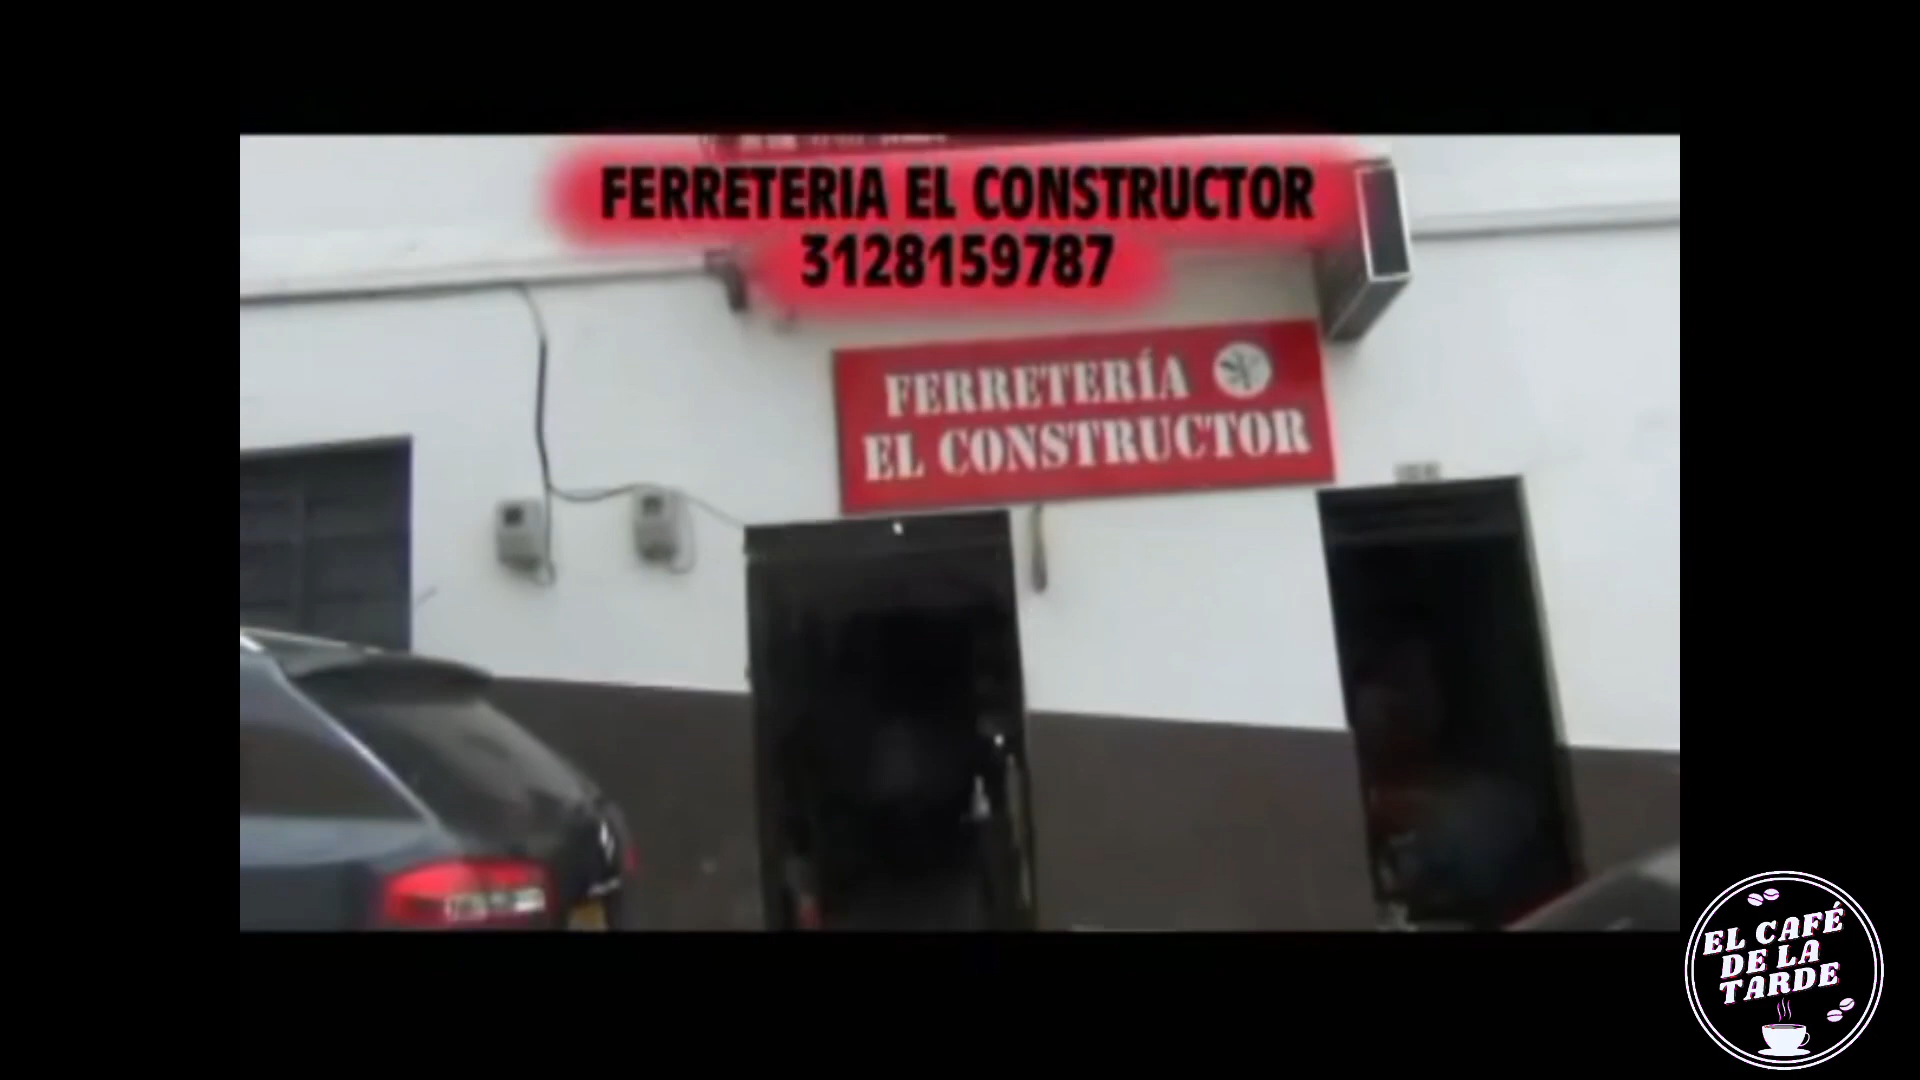 FERRETERIA EL CONSTRUCTOR
3128159787
FERRETERÍA
EL CONSTRUCTOR
EL CAFÉ
DE LA
TARDE